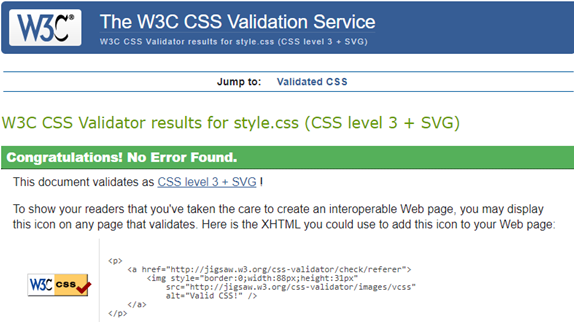 W3C®
The W3C CSS Validation Service
W3C CSS Validator results for style.css (CSS level 3 + SVG)
Jump to: Validated CSS
W3C CSS Validator results for style.css (CSS level 3 + SVG)
Congratulations! No Error Found.
This document validates as CSS level 3 + SVG !
To show your readers that you've taken the care to create an interoperable Web page, you may display
this icon on any page that validates. Here is the XHTML you could use to add this icon to your Web page:
W3C css
<p>
<a href="http://jigsaw.w3.org/css-validator/check/referer">
<img style="border:0;width:88px;height:31px"
src="http://jigsaw.w3.org/css-validator/images/vcss"
alt="Valid CSS!" />
</a>
</p>